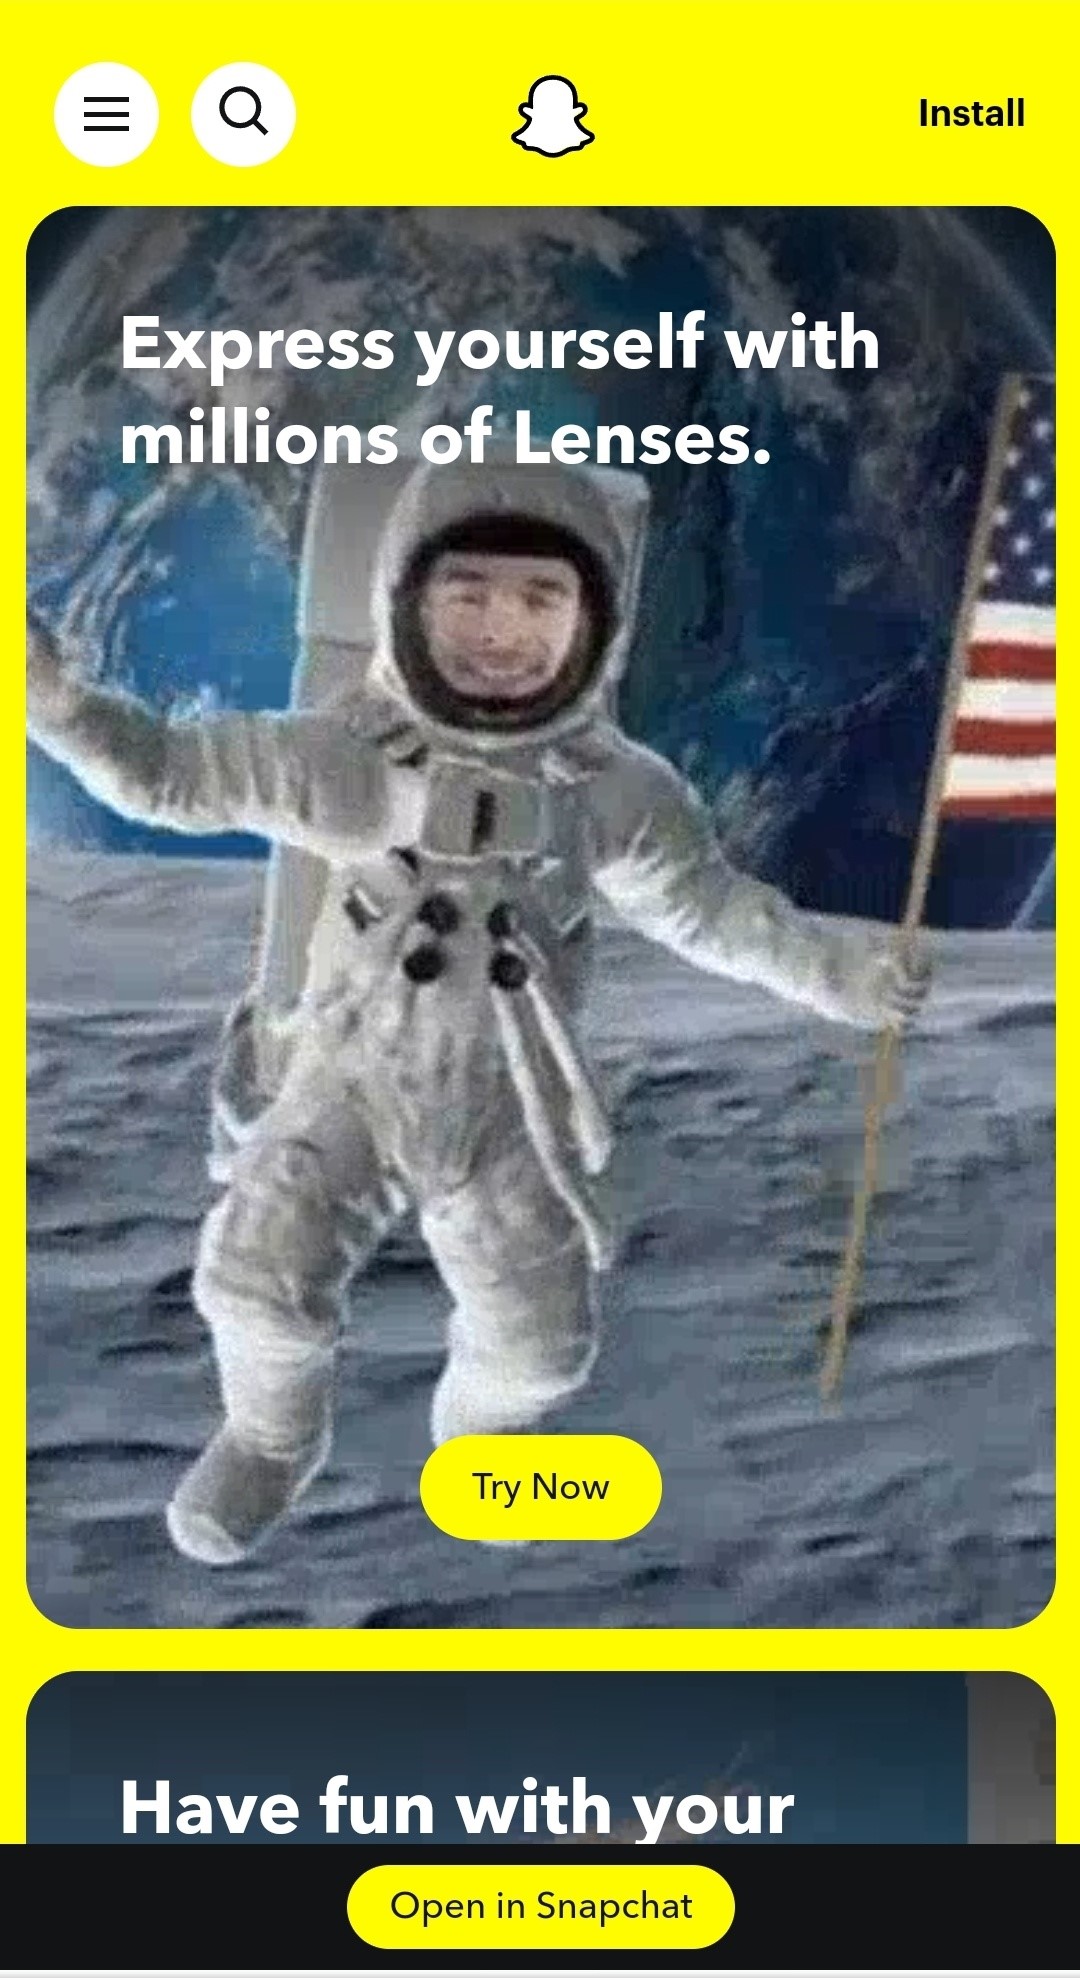 Install
Express yourself with
millions of Lenses.
Try Now
Have fun with your
Open in Snapchat